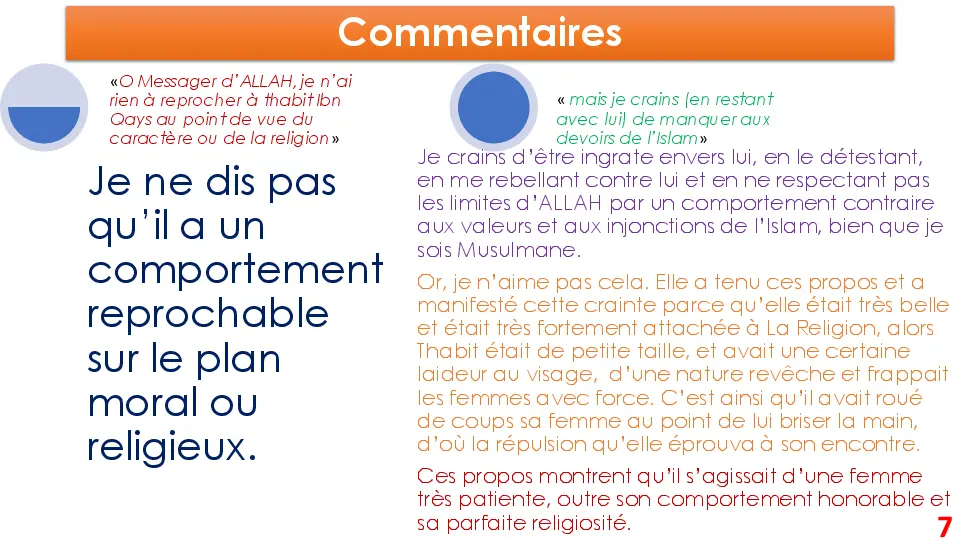 Commentaires
«O Messager d'ALLAH, je n'ai
rien à reprocher à thabit Ibn
Qays au point de vue du
caractère ou de la religion»
Je ne dis pas
qu'il a un
comportement
reprochable
sur le plan
moral ou
religieux.
« mais je crains (en restant
avec lui) de manquer aux
devoirs de l'Islam»
Je crains d'être ingrate envers lui, en le détestant,
en me rebellant contre lui et en ne respectant pas
les limites d'ALLAH par un comportement contraire
aux valeurs et aux injonctions de l'Islam, bien que je
sois Musulmane.
Or, je n'aime pas cela. Elle a tenu ces propos et a
manifesté cette crainte parce qu'elle était très belle
et était très fortement attachée à La Religion, alors
Thabit était de petite taille, et avait une certaine
laideur au visage, d'une nature revêche et frappait
les femmes avec force. C'est ainsi qu'il avait roué
de coups sa femme au point de lui briser la main,
d'où la répulsion qu'elle éprouva à son encontre.
Ces propos montrent qu'il s'agissait d'une femme
très patiente, outre son comportement honorable et
sa parfaite religiosité.
7